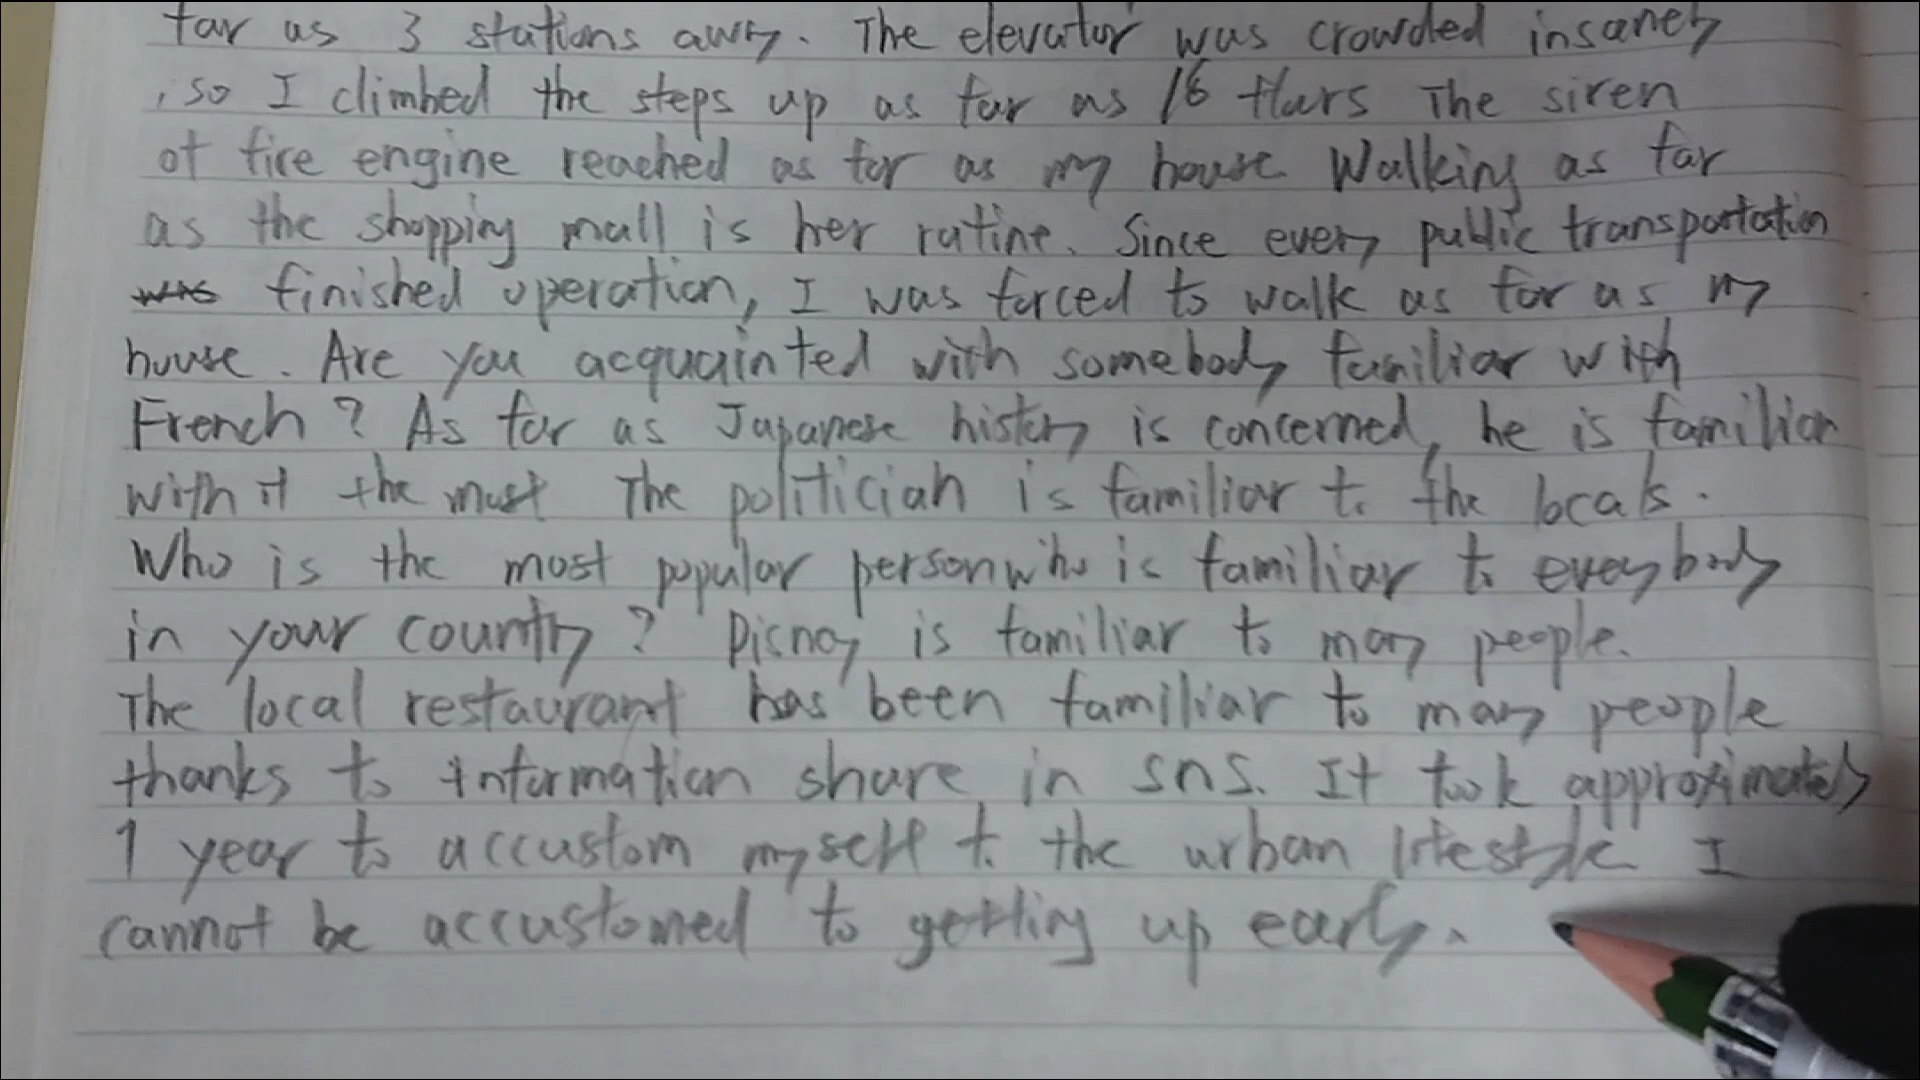 far as 3 stations away. The elevator was crowded insanely
, so I climbed the steps up as far as 16 floors The siren
of fire engine reached as far as my house Walking as far
as the shopping mall is her rutine. Since every public transportation
was finished operation, I was forced to walk as far as my
house. Are you acquainted with somebody familiar with
French? As far as Japanese history is concerned, he is familiar
with it the most The politician is familiar to the locals.
Who is the most popular person who is familiar to everybody
in your country? Disney is familiar to many people.
The local restaurant has been familiar to many people
thanks to information share in SNS. It took approximately
1 year to accustom myself to the urban lifestyle I
cannot be accustomed to getting up early.